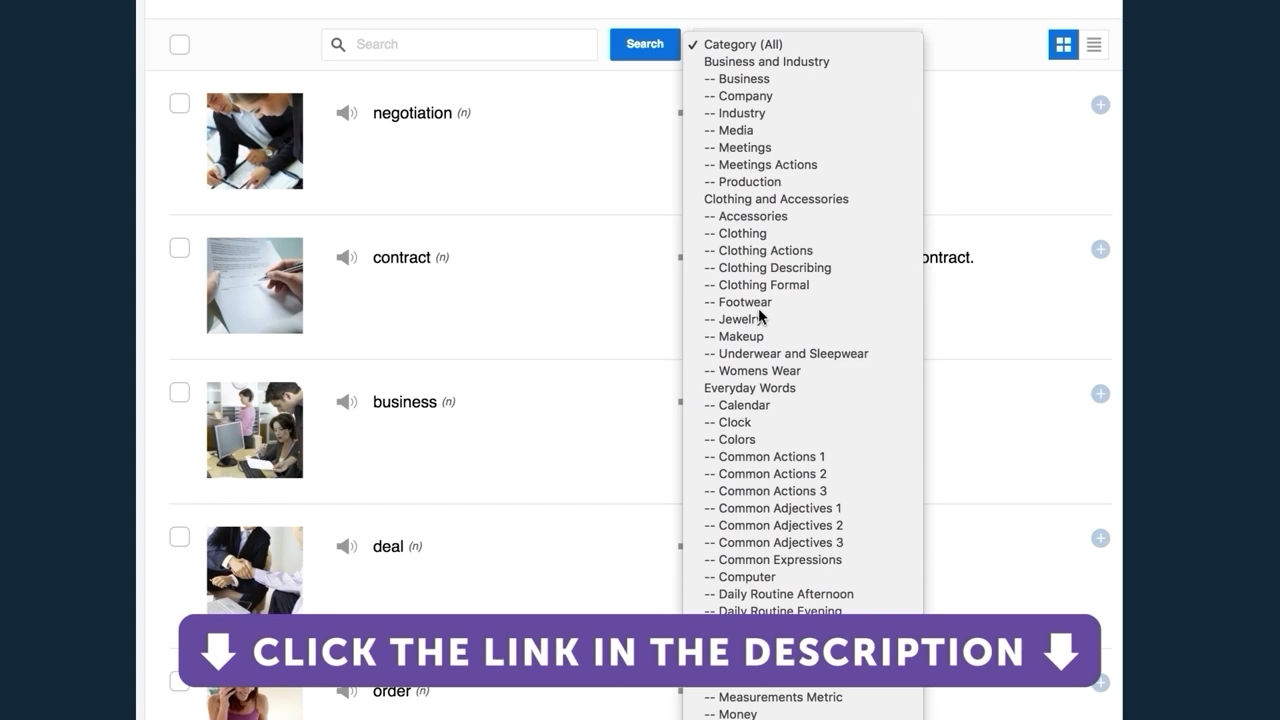 Search
Search
✓ Category (All)
Business and Industry
-- Business
-- Company
-- Industry
-- Media
-- Meetings
-- Meetings Actions
-- Production
Clothing and Accessories
-- Accessories
-- Clothing
-- Clothing Actions
-- Clothing Describing
-- Clothing Formal
-- Footwear
-- Jewelry
-- Makeup
-- Underwear and Sleepwear
-- Womens Wear
Everyday Words
-- Calendar
-- Clock
-- Colors
-- Common Actions 1
-- Common Actions 2
-- Common Actions 3
-- Common Adjectives 1
-- Common Adjectives 2
-- Common Adjectives 3
-- Common Expressions
-- Computer
-- Daily Routine Afternoon
-- Daily Routine Evening
-- Measurements Metric
-- Money
negotiation (n)
contract (n)
ontract.
business (n)
deal (n)
order (n)
CLICK THE LINK IN THE DESCRIPTION